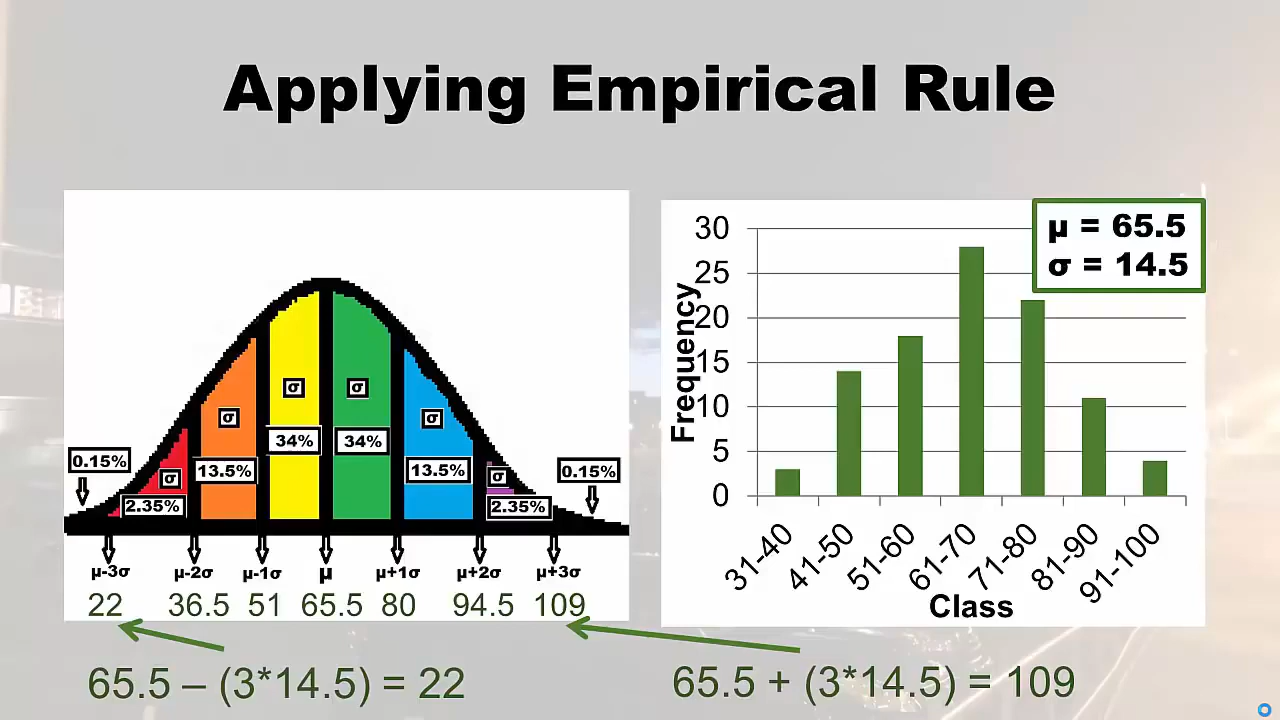 Applying Empirical Rule
σ
σ
σ
σ
σ
σ
0.15%
2.35%
13.5%
34%
34%
13.5%
2.35%
0.15%
μ-3σ μ-2σ μ-1σ μ μ+1σ μ+2σ μ+3σ
22 36.5 51 65.5 80 94.5 109
65.5 – (3*14.5) = 22
μ = 65.5
σ = 14.5
Frequency
30
25
20
15
10
5
0
31-40 41-50 51-60 61-70 71-80 81-90 91-100
Class
65.5 + (3*14.5) = 109